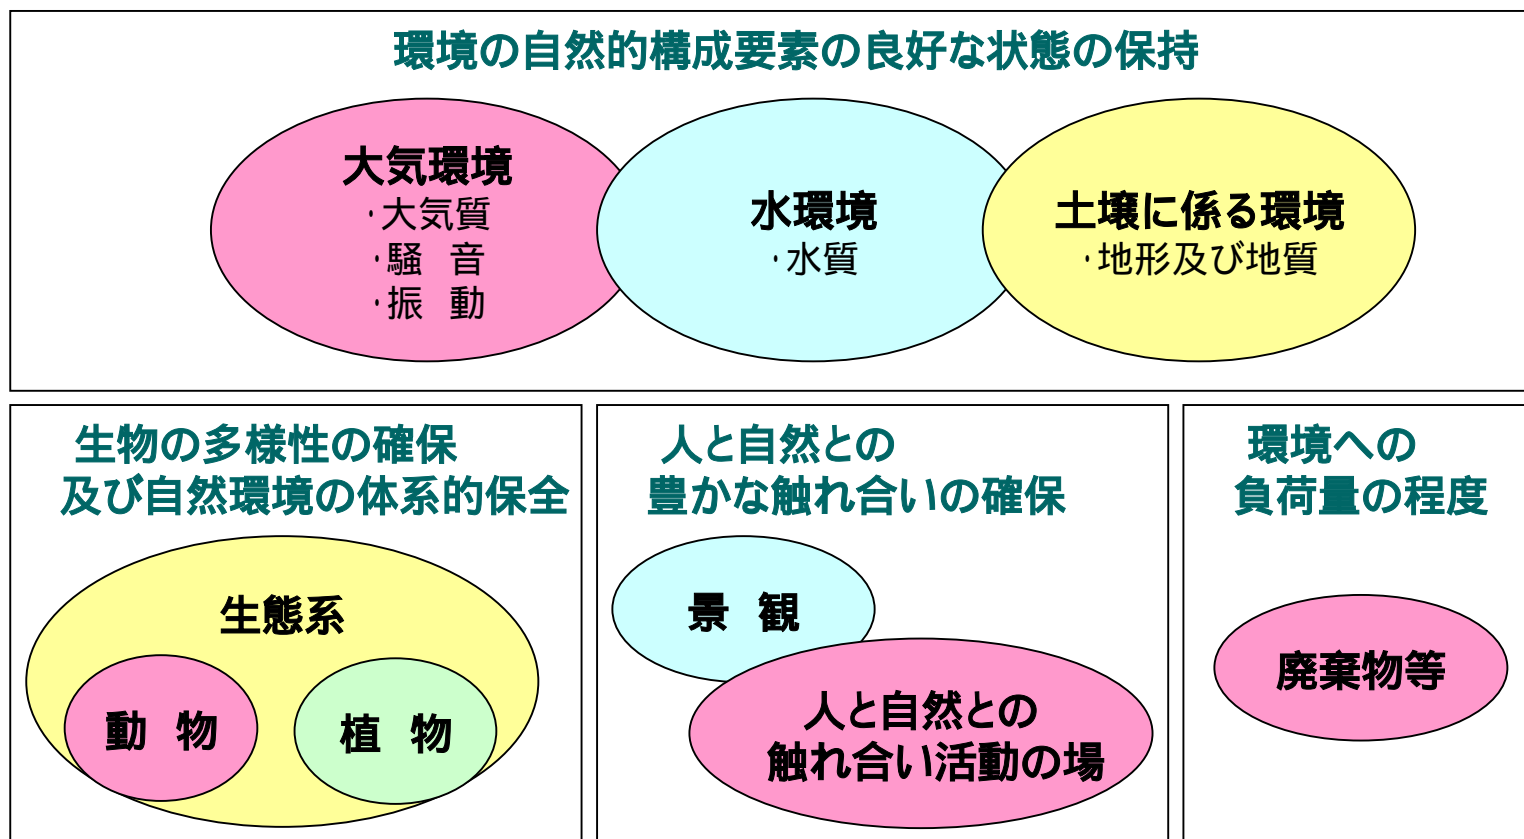 環境の自然的構成要素の良好な状態の保持
大気環境
・大気質
・騒 音
・振 動
水環境
・水質
土壌に係る環境
・地形及び地質
生物の多様性の確保
及び自然環境の体系的保全
生態系
動 物
植 物
人と自然との
豊かな触れ合いの確保
景 観
人と自然との
触れ合い活動の場
環境への
負荷量の程度
廃棄物等